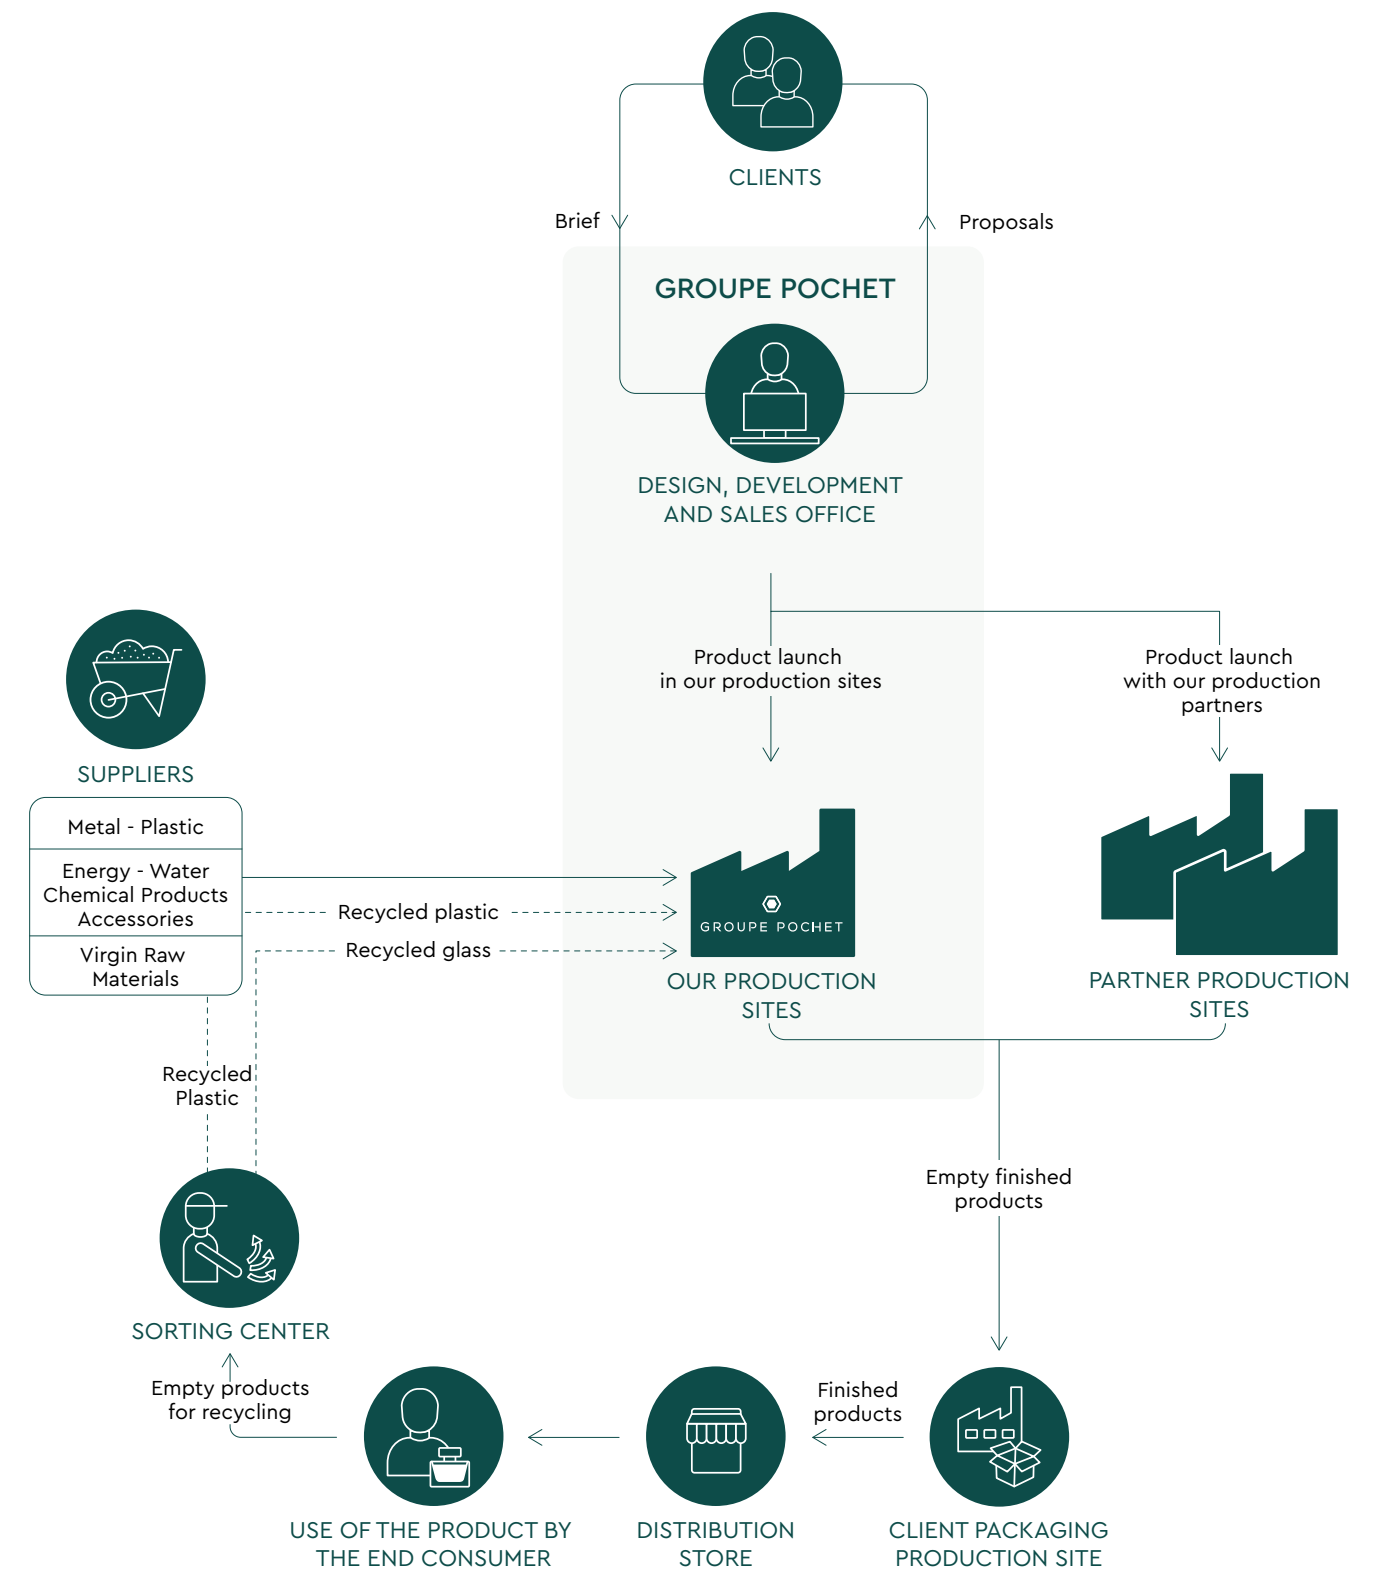 CLIENTS
Brief
Proposals
GROUPE POCHET
DESIGN, DEVELOPMENT
AND SALES OFFICE
Product launch
in our production sites
Product launch
with our production
partners
SUPPLIERS
Metal - Plastic
Energy - Water
Chemical Products
Accessories
Virgin Raw
Materials
Recycled plastic
Recycled glass
GROUPE POCHET
OUR PRODUCTION
SITES
PARTNER PRODUCTION
SITES
Recycled
Plastic
Empty finished
products
SORTING CENTER
Empty products
for recycling
Finished
products
USE OF THE PRODUCT BY
THE END CONSUMER
DISTRIBUTION
STORE
CLIENT PACKAGING
PRODUCTION SITE